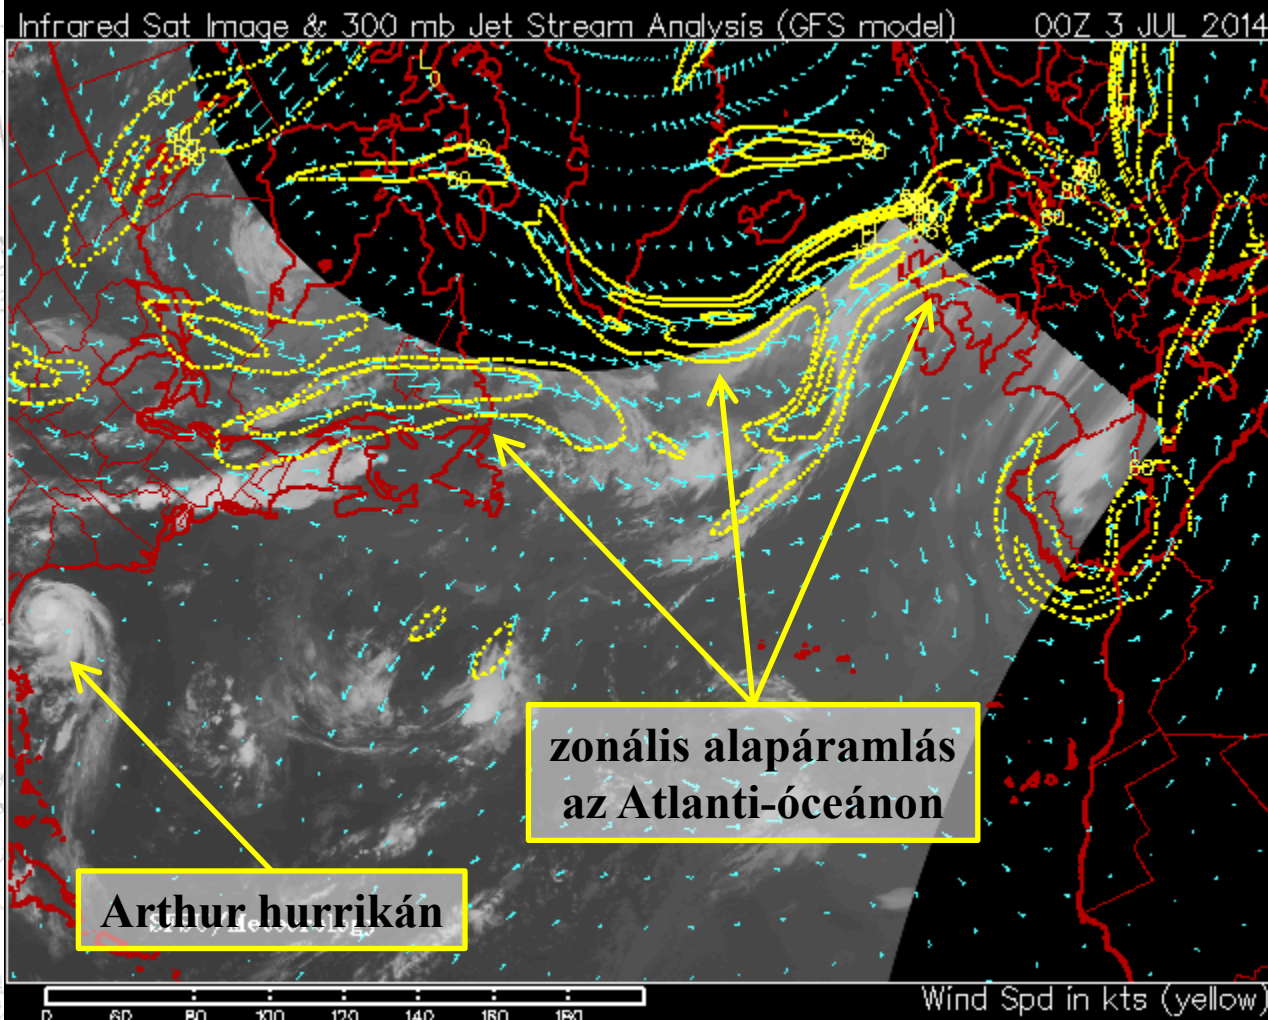 Infrared Sat Image & 300 mb Jet Stream Analysis (GFS model) 00Z 3 JUL 2014
zonális alapáramlás
az Atlanti-óceánon
Arthur hurrikán
Wind Spd in kts (yellow)
0 60 80 100 120 140 160 180